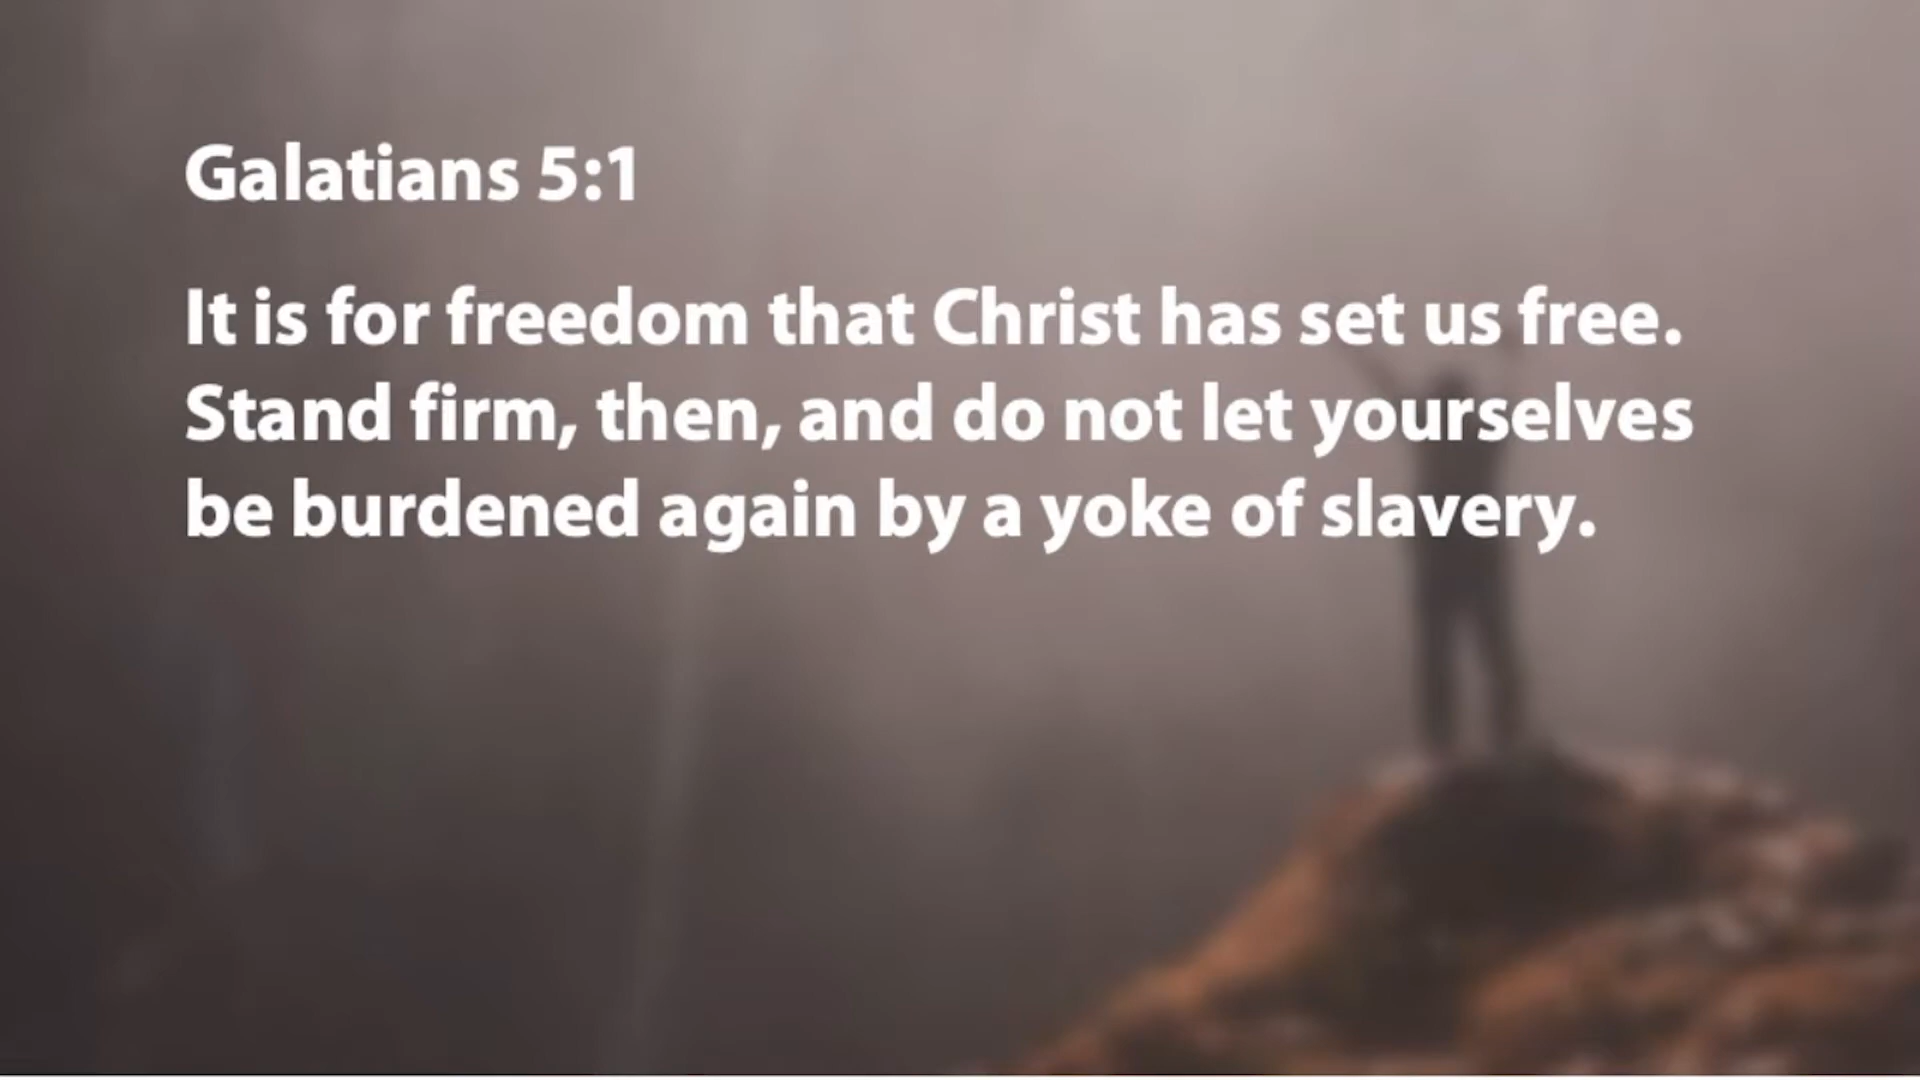 Galatians 5:1
It is for freedom that Christ has set us free.
Stand firm, then, and do not let yourselves
be burdened again by a yoke of slavery.